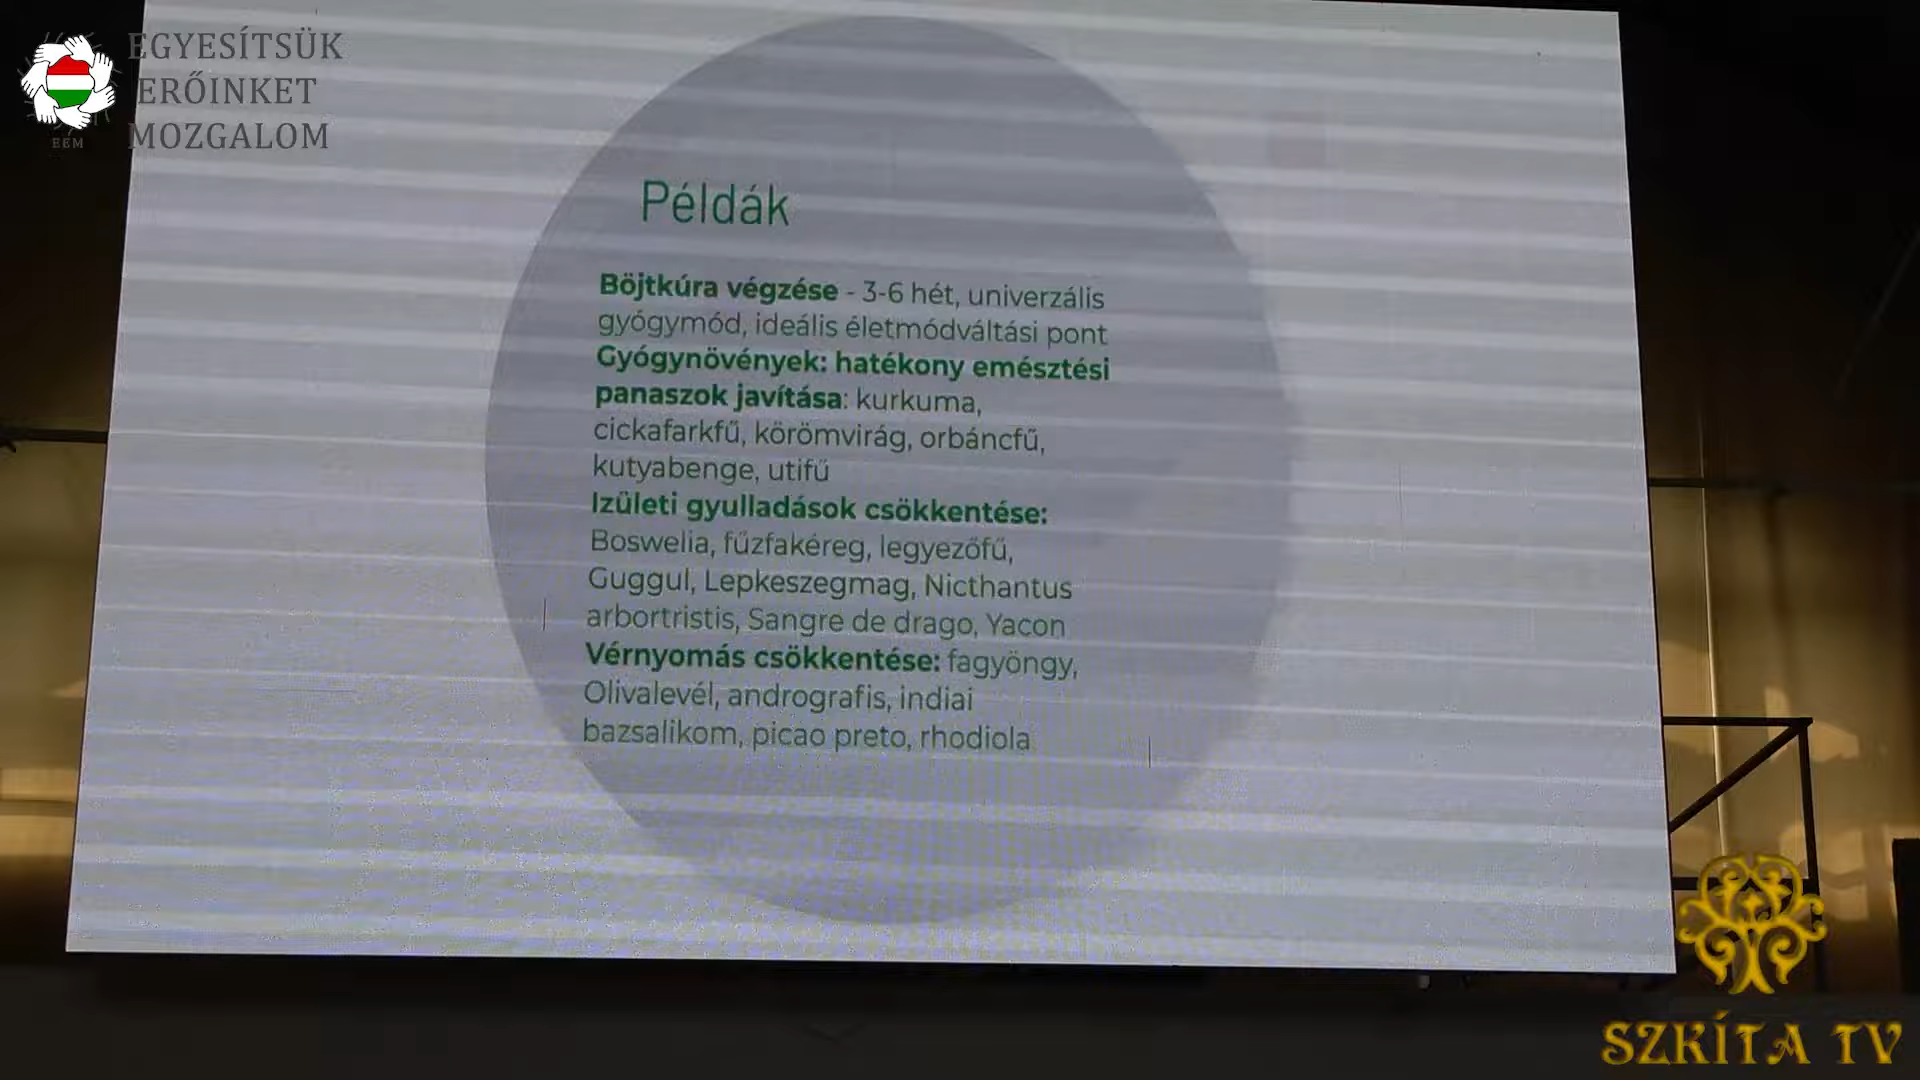 EGYESÍTSÜK
ERŐINKET
MOZGALOM
EEM
Példák
Böjtkúra végzése - 3-6 hét, univerzális
gyógymód, ideális életmódváltási pont
Gyógynövények: hatékony emésztési
panaszok javítása: kurkuma,
cickafarkfű, körömvirág, orbáncfű,
kutyabenge, utifű
Izületi gyulladások csökkentése:
Boswelia, fűzfakéreg, legyezőfű,
Guggul, Lepkeszegmag, Nicthantus
arbortristis, Sangre de drago, Yacon
Vérnyomás csökkentése: fagyöngy,
Olivalevél, andrografis, indiai
bazsalikom, picao preto, rhodiola
SZKÍTA TV